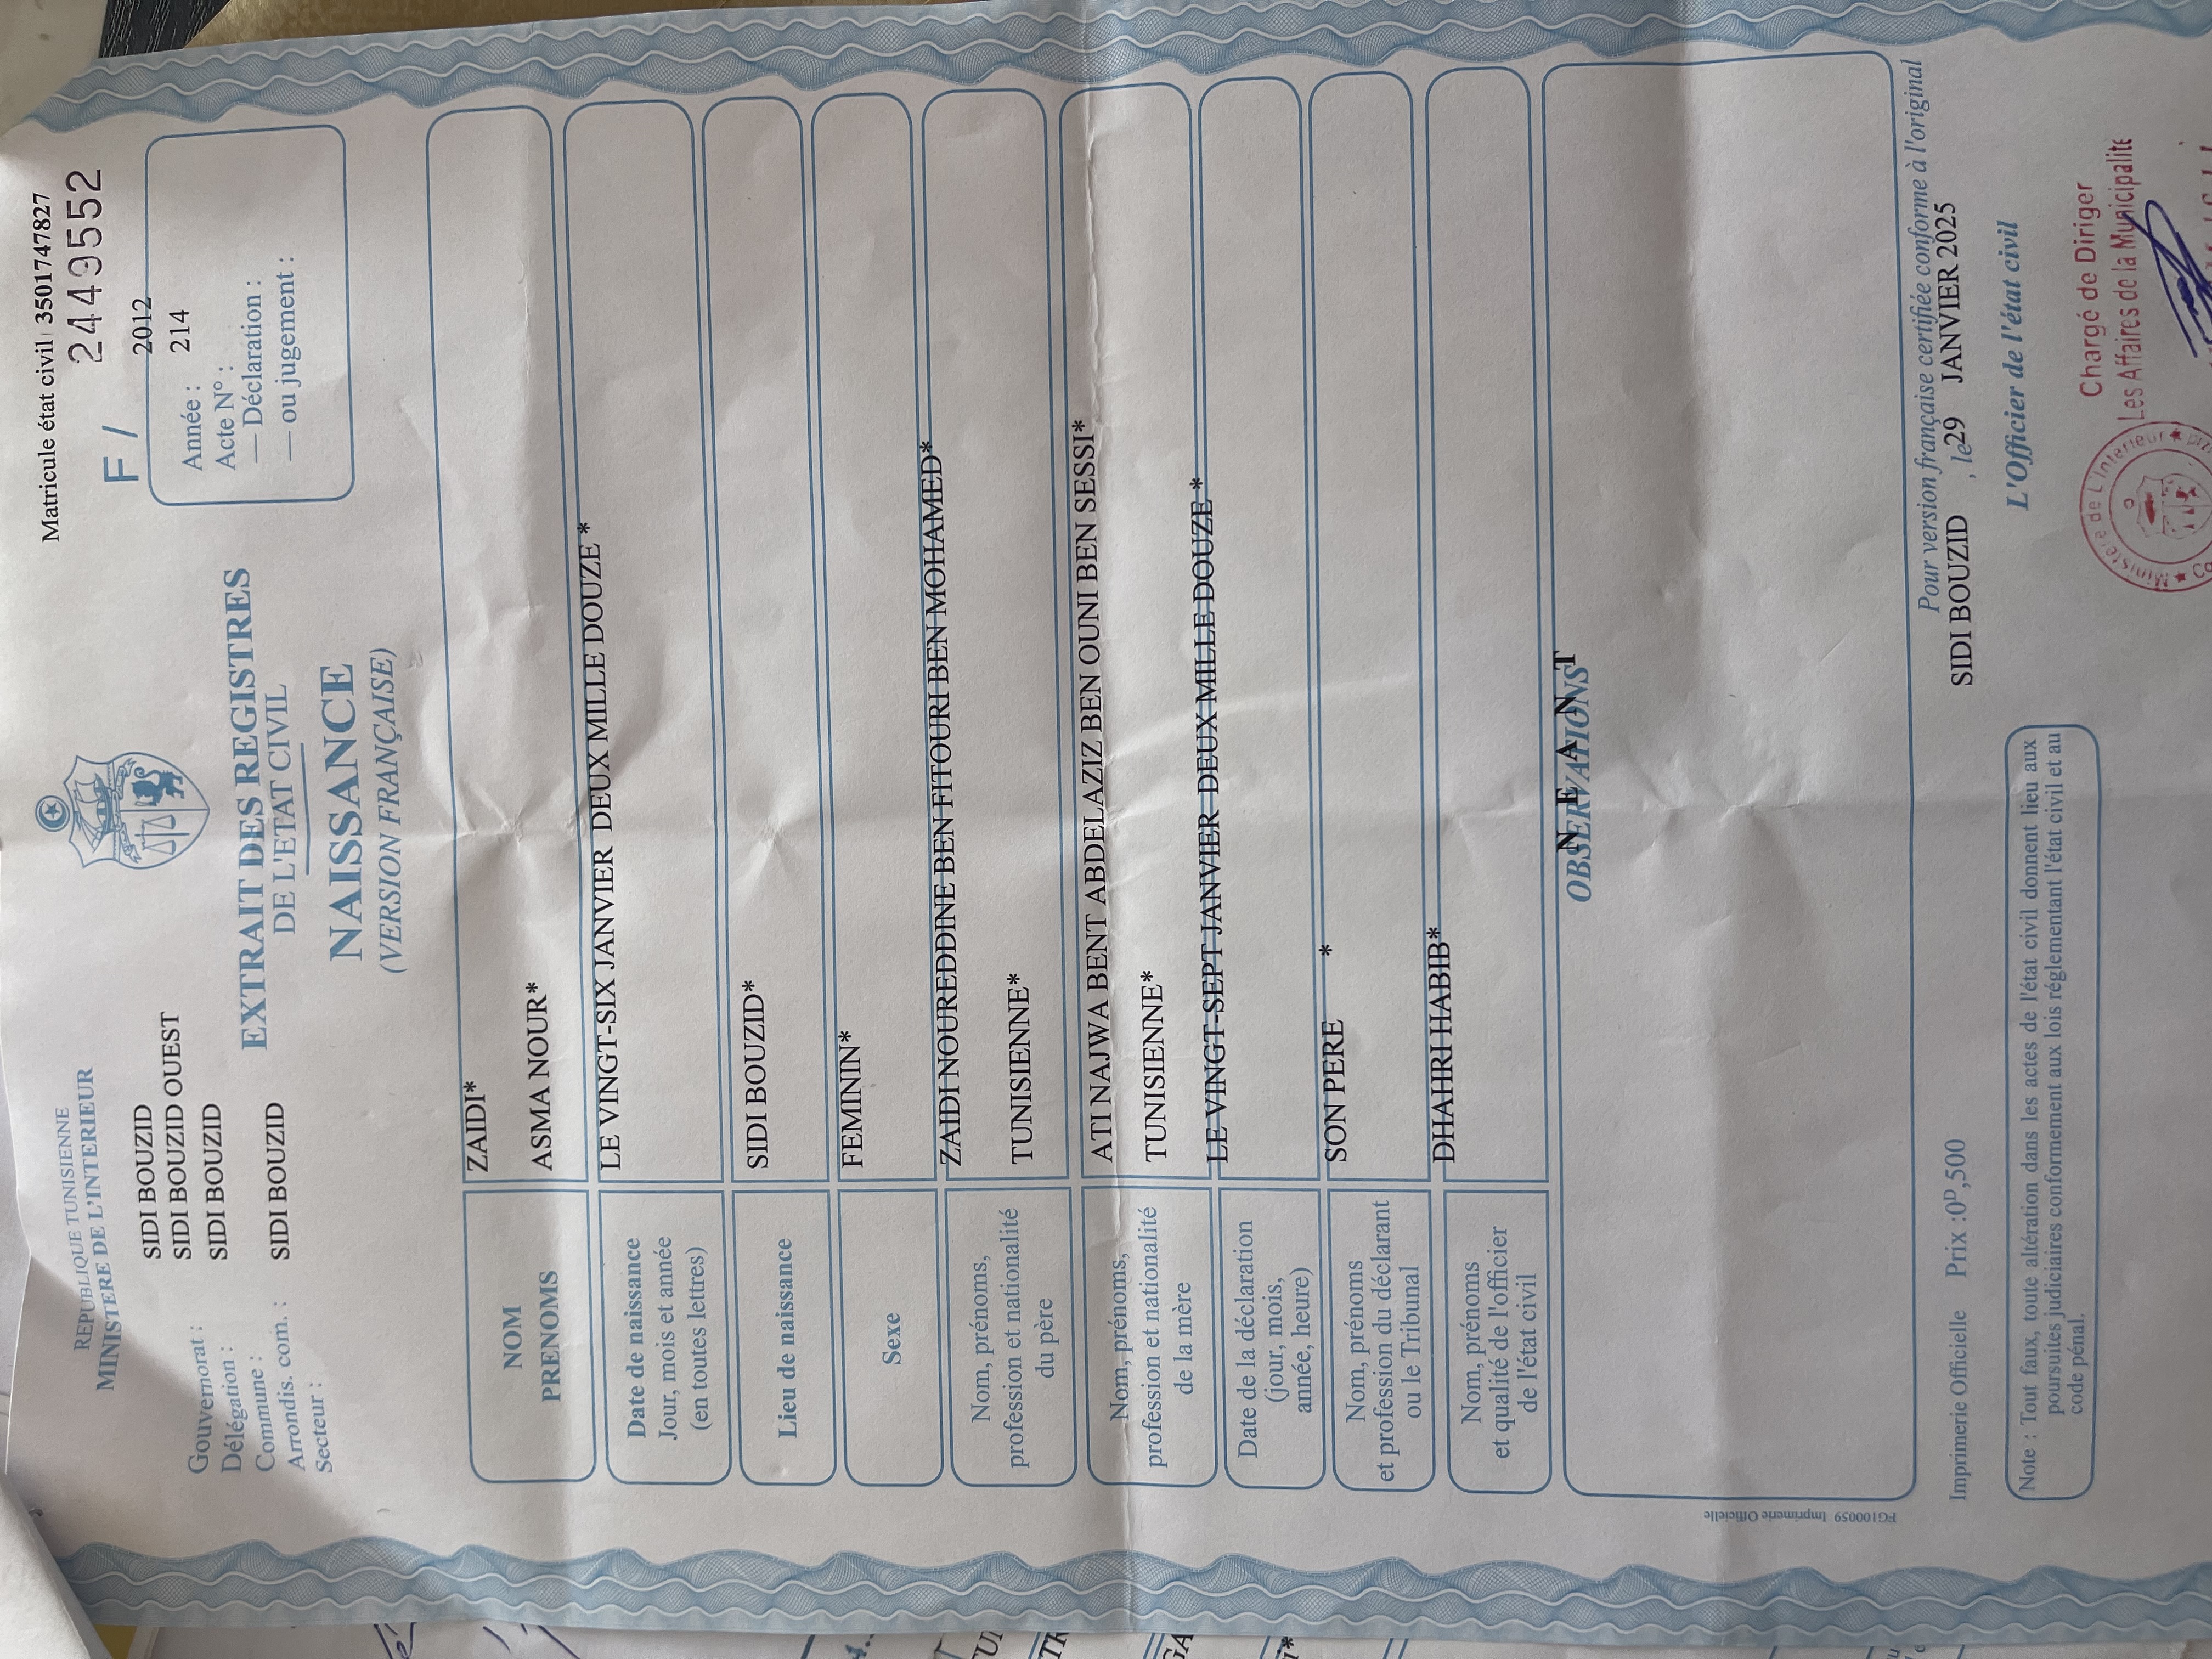 REPUBLIQUE TUNISIENNE
MINISTERE DE L'INTERIEUR
Matricule état civil 3501747827
F / 2449552
Gouvernorat : SIDI BOUZID
Délégation : SIDI BOUZID OUEST
Commune : SIDI BOUZID
Arrondis. com. :
Secteur : SIDI BOUZID
Année : 2012
Acte N° : 214
— Déclaration :
— ou jugement :
EXTRAIT DES REGISTRES
DE L'ETAT CIVIL
NAISSANCE
(VERSION FRANÇAISE)
NOM ZAIDI*
PRENOMS ASMA NOUR*
Date de naissance
Jour, mois et année
(en toutes lettres)
LE VINGT-SIX JANVIER DEUX MILLE DOUZE *
Lieu de naissance SIDI BOUZID*
Sexe FEMININ*
Nom, prénoms,
profession et nationalité
du père
ZAIDI NOUREDDINE BEN FITOURI BEN MOHAMED*
TUNISIENNE*
Nom, prénoms,
profession et nationalité
de la mère
ATI NAJWA BENT ABDELAZIZ BEN OUNI BEN SESSI*
TUNISIENNE*
Date de la déclaration
(jour, mois,
année, heure)
LE VINGT-SEPT JANVIER DEUX MILLE DOUZE *
Nom, prénoms
et profession du déclarant
ou le Tribunal
SON PERE *
Nom, prénoms
et qualité de l'officier
de l'état civil
DHAHRI HABIB*
OBSERVATIONS
N E A N T
FG100059 Imprimerie Officielle
Imprimerie Officielle Prix :0ᴰ,500
Pour version française certifiée conforme à l'original
SIDI BOUZID , le 29 JANVIER 2025
L'Officier de l'état civil
Chargé de Diriger
Les Affaires de la Municipalité
Note : Tout faux, toute altération dans les actes de l'état civil donnent lieu aux
poursuites judiciaires conformement aux lois réglementant l'état civil et au
code pénal.